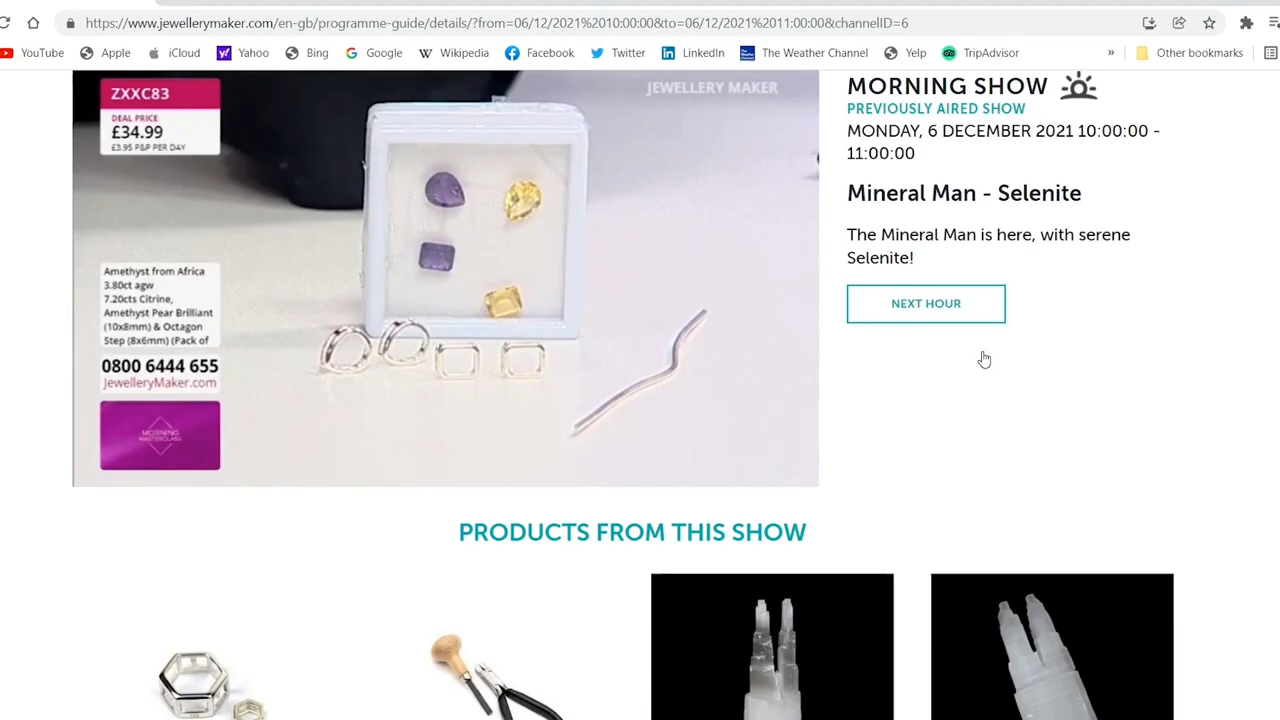 https://www.jewellerymaker.com/en-gb/programme-guide/details/?from=06/12/2021%2010:00:00&to=06/12/2021%2011:00:00&channelID=6
YouTube Apple iCloud Yahoo Bing Google Wikipedia Facebook Twitter LinkedIn The Weather Channel Yelp TripAdvisor » Other bookmarks
ZXXC83
DEAL PRICE
£34.99
£3.95 P&P PER DAY
JEWELLERY MAKER
Amethyst from Africa
3.80ct agw
7.20cts Citrine,
Amethyst Pear Brilliant
(10x8mm) & Octagon
Step (8x6mm) (Pack of
0800 6444 655
JewelleryMaker.com
MORNING
MASTERCLASS
MORNING SHOW
PREVIOUSLY AIRED SHOW
MONDAY, 6 DECEMBER 2021 10:00:00 -
11:00:00
Mineral Man - Selenite
The Mineral Man is here, with serene
Selenite!
NEXT HOUR
PRODUCTS FROM THIS SHOW